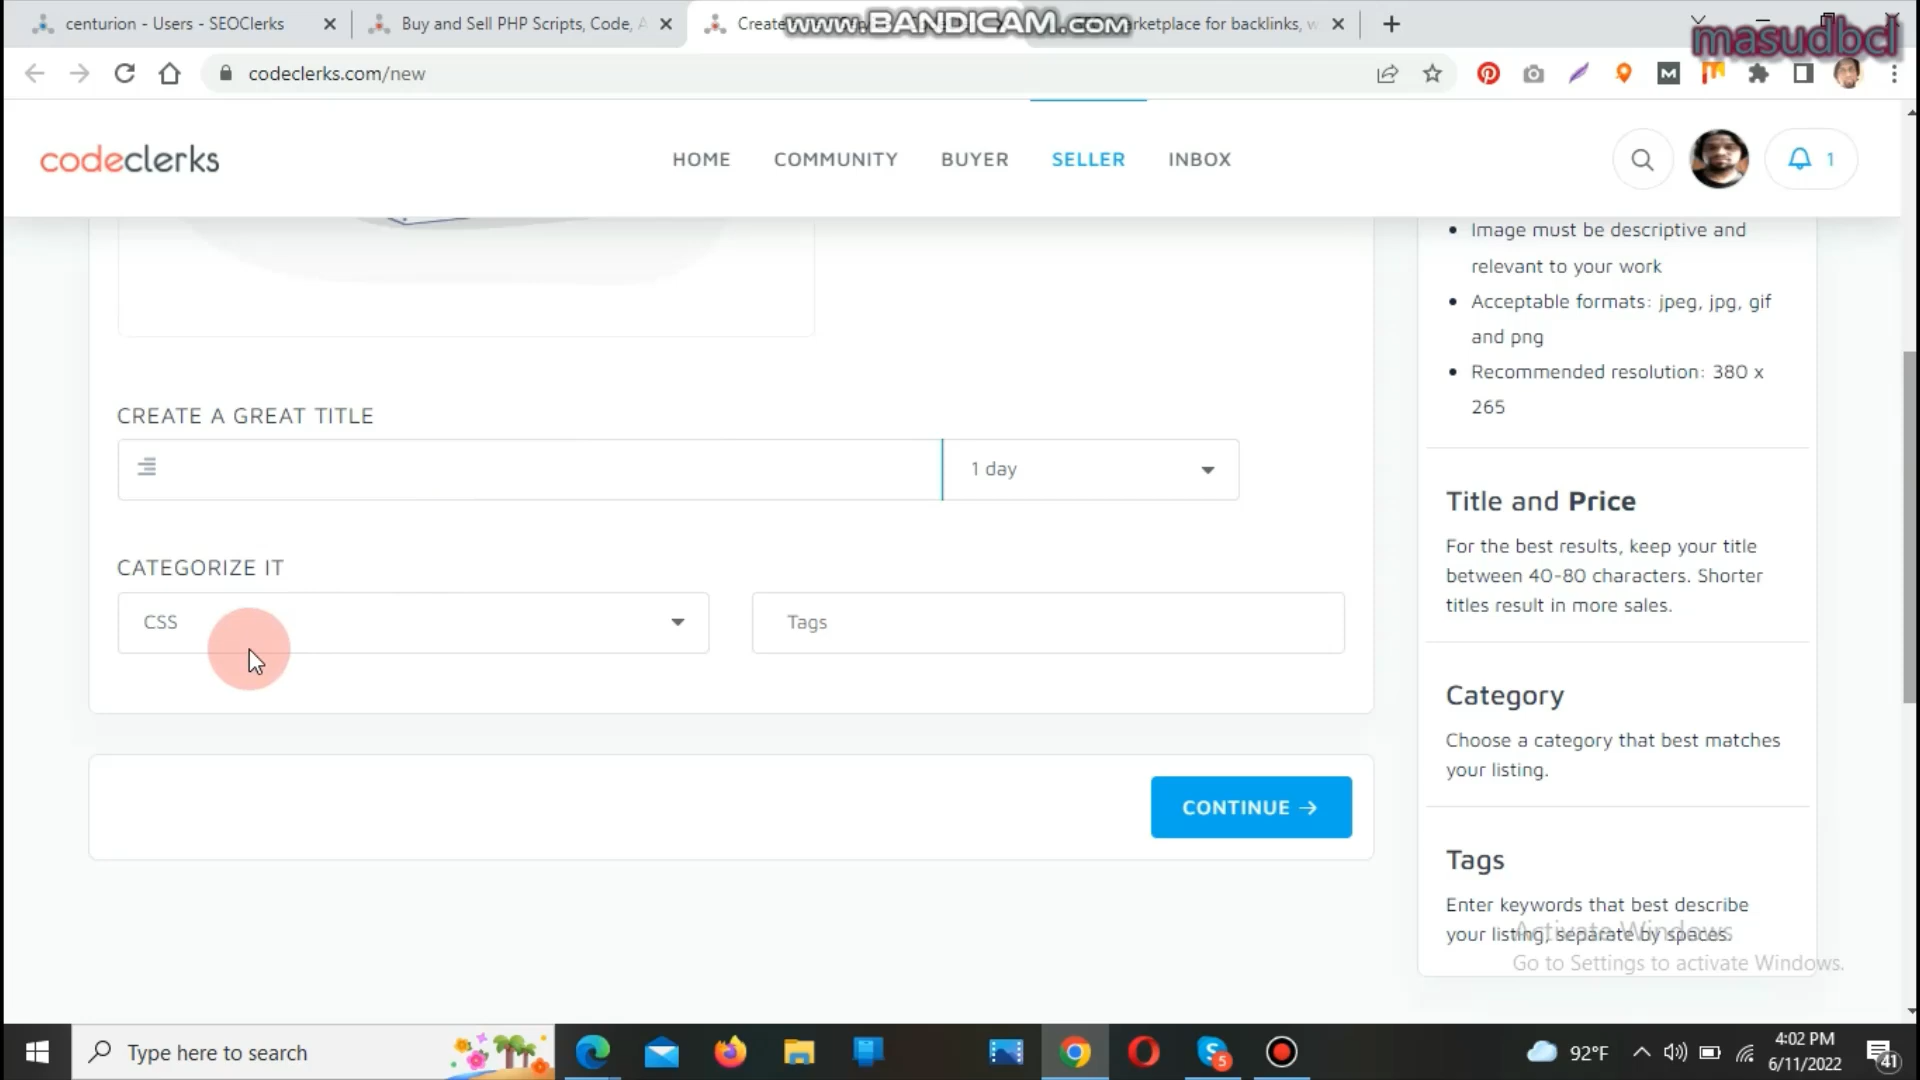 centurion - Users - SEOClerks
Buy and Sell PHP Scripts, Code, A
Create
www.BANDICAM.com
arketplace for backlinks, w
masudbcl
codeclerks.com/new
codeclerks
HOME
COMMUNITY
BUYER
SELLER
INBOX
1
Image must be descriptive and
relevant to your work
Acceptable formats: jpeg, jpg, gif
and png
Recommended resolution: 380 x
265
CREATE A GREAT TITLE
1 day
CATEGORIZE IT
CSS
Tags
CONTINUE →
Title and Price
For the best results, keep your title
between 40-80 characters. Shorter
titles result in more sales.
Category
Choose a category that best matches
your listing.
Tags
Enter keywords that best describe
your listing, separate by spaces.
Activate Windows
Go to Settings to activate Windows.
Type here to search
5
92°F
4:02 PM
6/11/2022
41